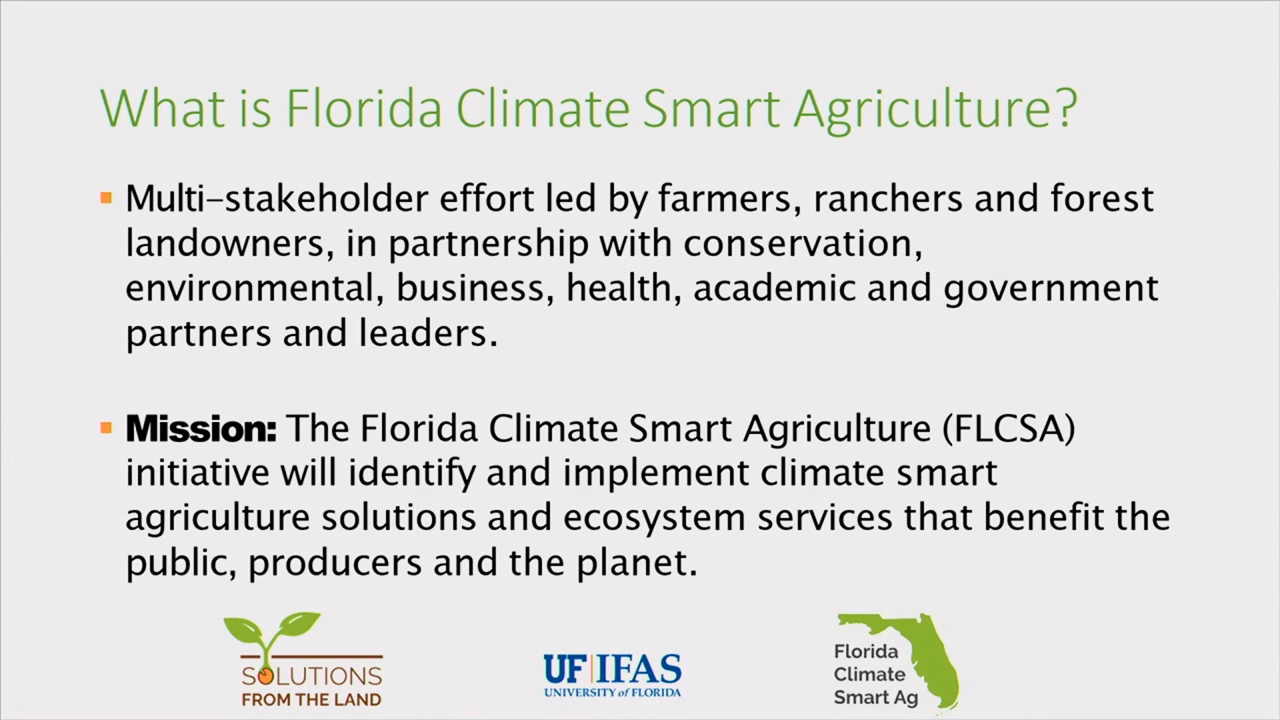 What is Florida Climate Smart Agriculture?
Multi-stakeholder effort led by farmers, ranchers and forest
landowners, in partnership with conservation,
environmental, business, health, academic and government
partners and leaders.
Mission: The Florida Climate Smart Agriculture (FLCSA)
initiative will identify and implement climate smart
agriculture solutions and ecosystem services that benefit the
public, producers and the planet.
SOLUTIONS
FROM THE LAND
UF|IFAS
UNIVERSITY of FLORIDA
Florida
Climate
Smart Ag